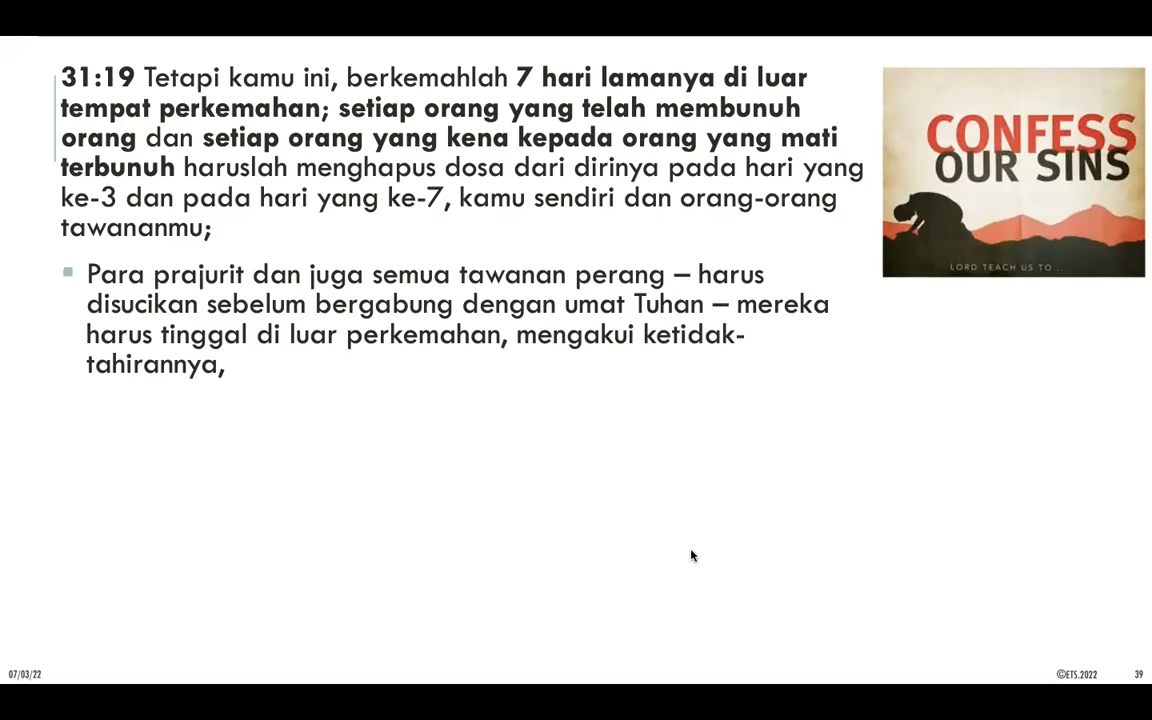 31:19 Tetapi kamu ini, berkemahlah 7 hari lamanya di luar
tempat perkemahan; setiap orang yang telah membunuh
orang dan setiap orang yang kena kepada orang yang mati
terbunuh haruslah menghapus dosa dari dirinya pada hari yang
ke-3 dan pada hari yang ke-7, kamu sendiri dan orang-orang
tawananmu;
Para prajurit dan juga semua tawanan perang – harus
disucikan sebelum bergabung dengan umat Tuhan – mereka
harus tinggal di luar perkemahan, mengakui ketidak-
tahirannya,
CONFESS
OUR SINS
LORD TEACH US TO...
07/03/22
©ETS.2022
39